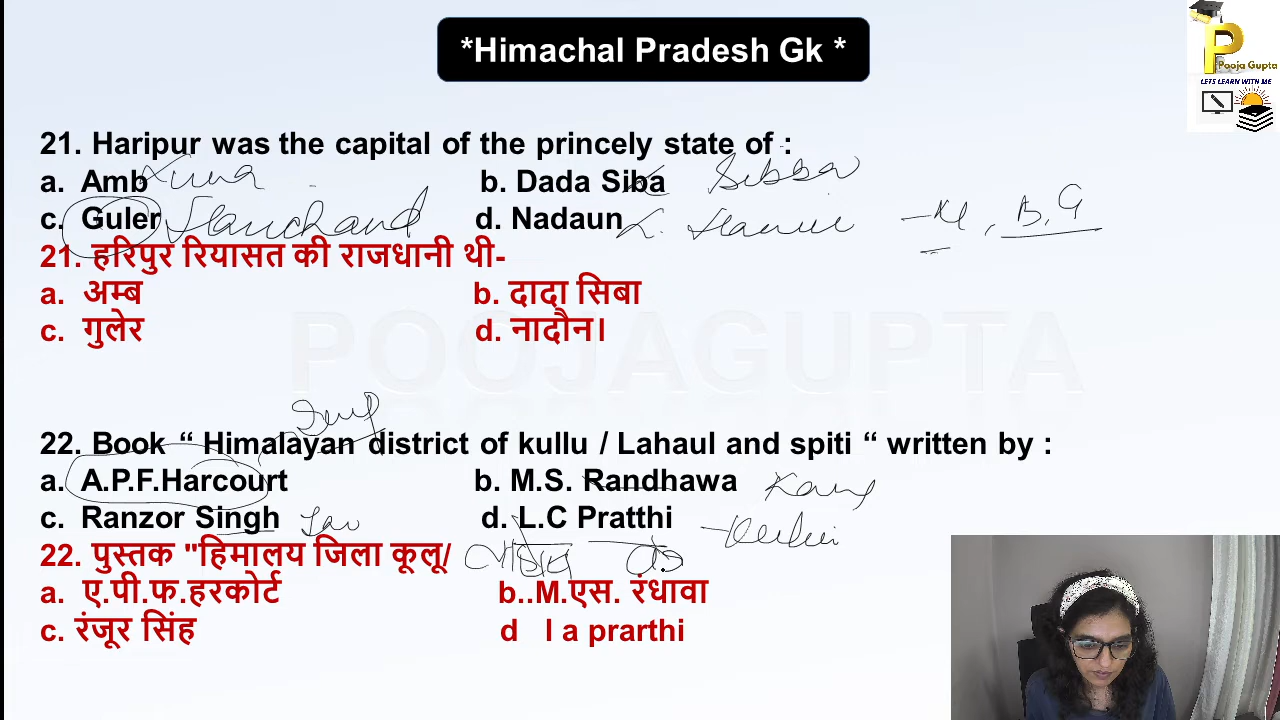 *Himachal Pradesh Gk *
Pooja Gupta
LETS LEARN WITH ME
21. Haripur was the capital of the princely state of :
a. Amb b. Dada Siba Sibba
c. Guler d. Nadaun
21. हरिपुर रियासत की राजधानी थी-
a. अम्ब b. दादा सिबा
c. गुलेर d. नादौन।
POOJAGUPTA
22. Book “ Himalayan district of kullu / Lahaul and spiti “ written by :
a. A.P.F.Harcourt b. M.S. Randhawa
c. Ranzor Singh d. L.C Pratthi
22. पुस्तक "हिमालय जिला कूलू/
a. ए.पी.फ.हरकोर्ट b..M.एस. रंधावा
c. रंजूर सिंह d l a prarthi